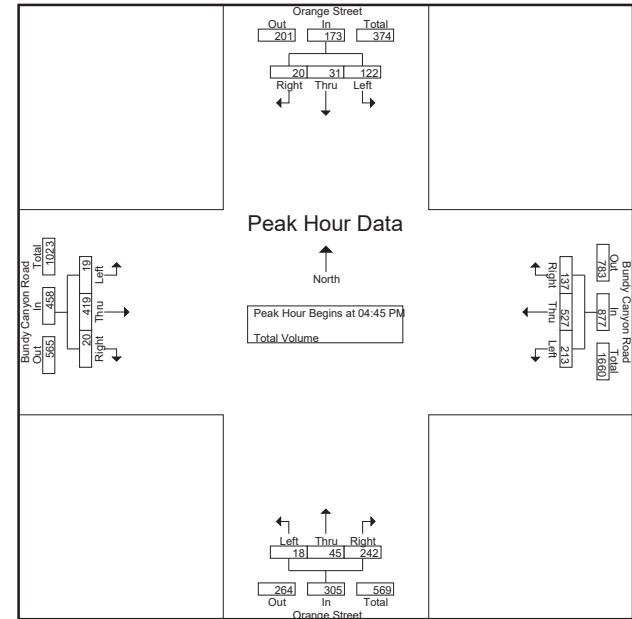 Orange Street
Out In Total
201 173 374
20 31 122
Right Thru Left
Peak Hour Data
North
Peak Hour Begins at 04:45 PM
Total Volume
Bundy Canyon Road
Total In Out
1023 458 565
19 419 20
Left Thru Right
Bundy Canyon Road
Out In Total
783 877 1660
137 527 213
Right Thru Left
Left Thru Right
18 45 242
264 305 569
Out In Total
Orange Street